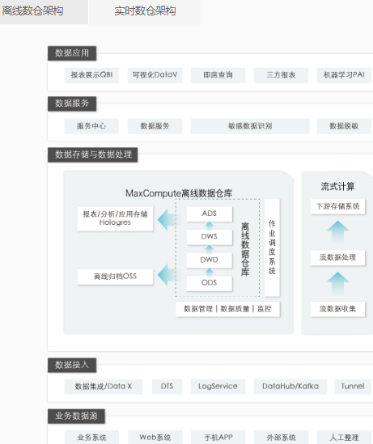 离线数仓架构 实时数仓架构
数据应用
报表展示QBI 可视化DataV 即席查询 三方报表 机器学习PAI
数据服务
服务中心 数据服务 敏感数据识别 数据脱敏
数据存储与数据处理
MaxCompute离线数据仓库
报表/分析/应用存储
Hologres
离线归档OSS
ADS
DWS
DWD
ODS
离线数据仓库
作业调度系统
数据管理 | 数据质量 | 监控
流式计算
下游存储系统
流数据处理
流数据收集
数据接入
数据集成/Data X DTS LogService DataHub/Kafka Tunnel
业务数据源
业务系统 Web系统 手机APP 外部系统 人工整理